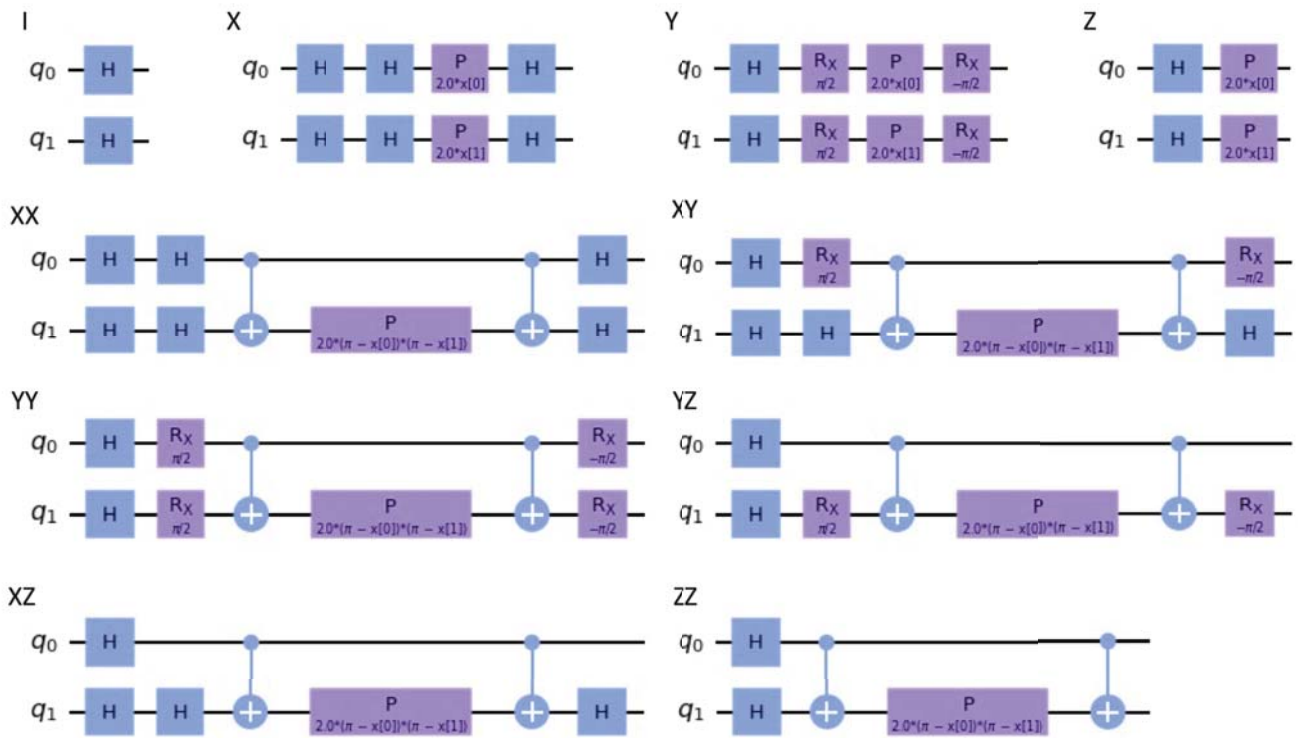 I X Y Z
q0 H q0 H H P 2.0*x[0] H q0 H RX π/2 P 2.0*x[0] RX −π/2 q0 H P 2.0*x[0]
q1 H q1 H H P 2.0*x[1] H q1 H RX π/2 P 2.0*x[1] RX −π/2 q1 H P 2.0*x[1]
XX XY
q0 H H H q0 H RX π/2 RX −π/2
q1 H H P 2.0*(π − x[0])*(π − x[1]) H q1 H H P 2.0*(π − x[0])*(π − x[1]) H
YY YZ
q0 H RX π/2 RX −π/2 q0 H
q1 H RX π/2 P 2.0*(π − x[0])*(π − x[1]) RX −π/2 q1 H RX π/2 P 2.0*(π − x[0])*(π − x[1]) RX −π/2
XZ ZZ
q0 H q0 H
q1 H H P 2.0*(π − x[0])*(π − x[1]) H q1 H P 2.0*(π − x[0])*(π − x[1])